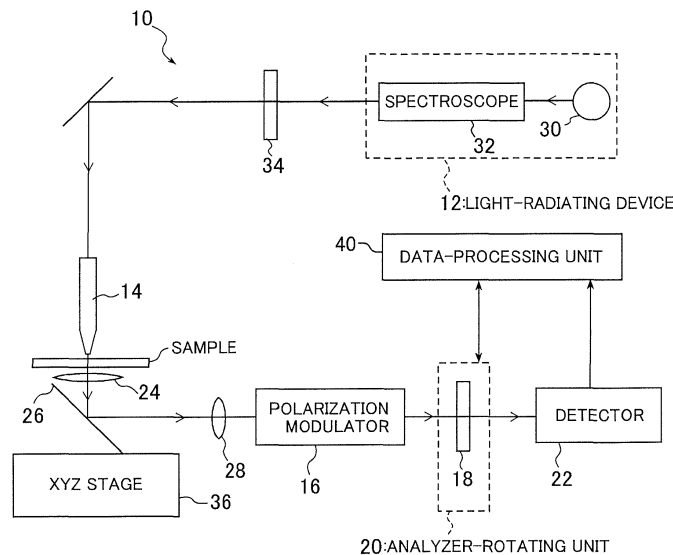 10
SPECTROSCOPE
32
30
34
12:LIGHT-RADIATING DEVICE
40
DATA-PROCESSING UNIT
14
SAMPLE
24
26
28
POLARIZATION
MODULATOR
16
18
DETECTOR
22
XYZ STAGE
36
20:ANALYZER-ROTATING UNIT